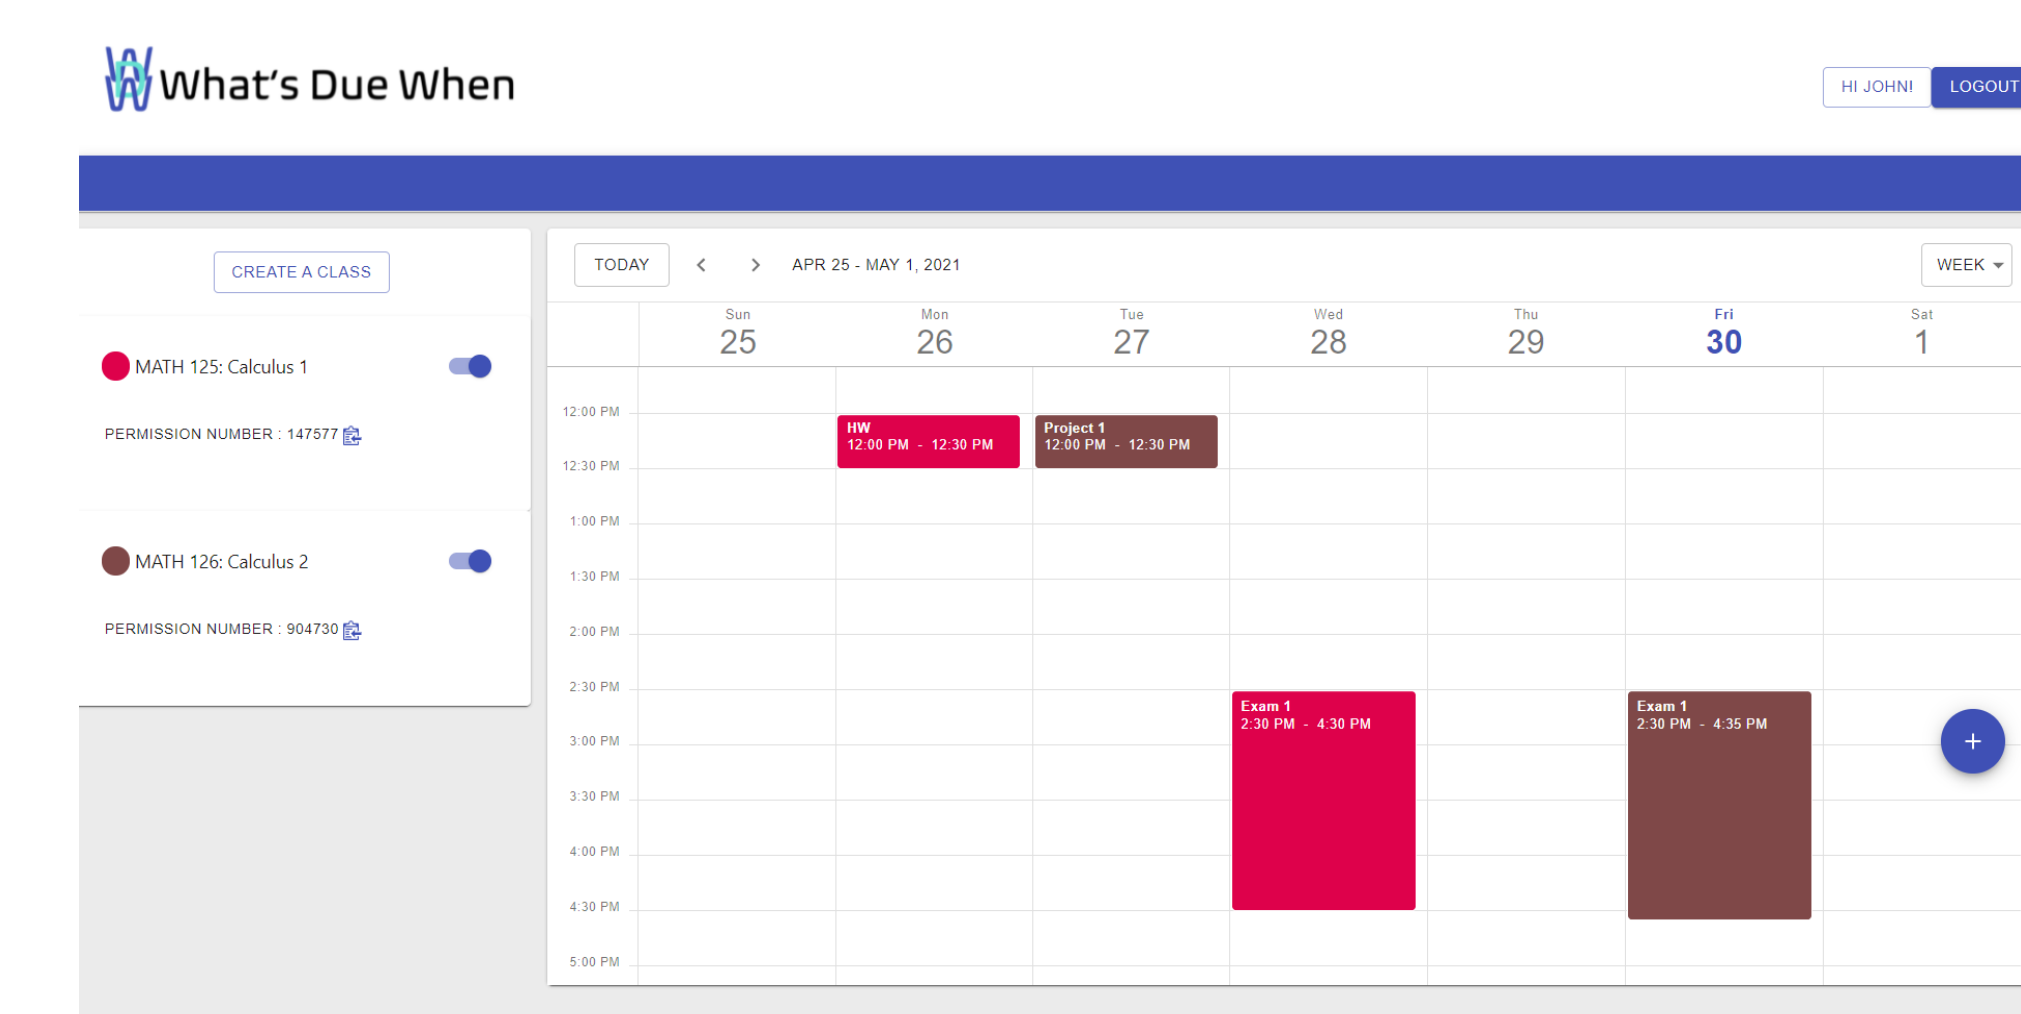 What's Due When
HI JOHN!
LOGOUT
CREATE A CLASS
MATH 125: Calculus 1
PERMISSION NUMBER : 147577
MATH 126: Calculus 2
PERMISSION NUMBER : 904730
TODAY
APR 25 - MAY 1, 2021
WEEK
Sun
25
Mon
26
Tue
27
Wed
28
Thu
29
Fri
30
Sat
1
12:00 PM
12:30 PM
1:00 PM
1:30 PM
2:00 PM
2:30 PM
3:00 PM
3:30 PM
4:00 PM
4:30 PM
5:00 PM
HW
12:00 PM - 12:30 PM
Project 1
12:00 PM - 12:30 PM
Exam 1
2:30 PM - 4:30 PM
Exam 1
2:30 PM - 4:35 PM
+